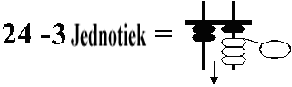 24 -3 Jednotiek =